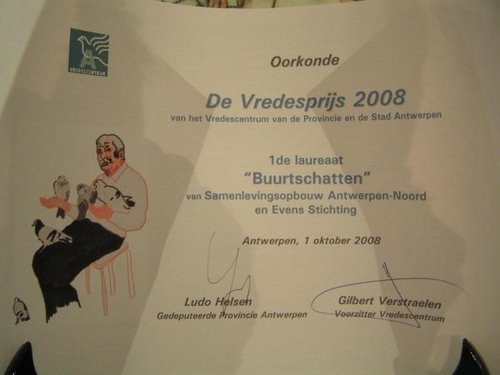 VREDESCENTRUM
Oorkonde
De Vredesprijs 2008
van het Vredescentrum van de Provincie en de Stad Antwerpen
1de laureaat
"Buurtschatten"
van Samenlevingsopbouw Antwerpen-Noord
en Evens Stichting
Antwerpen, 1 oktober 2008
Ludo Helsen
Gedeputeerde Provincie Antwerpen
Gilbert Verstraelen
Voorzitter Vredescentrum